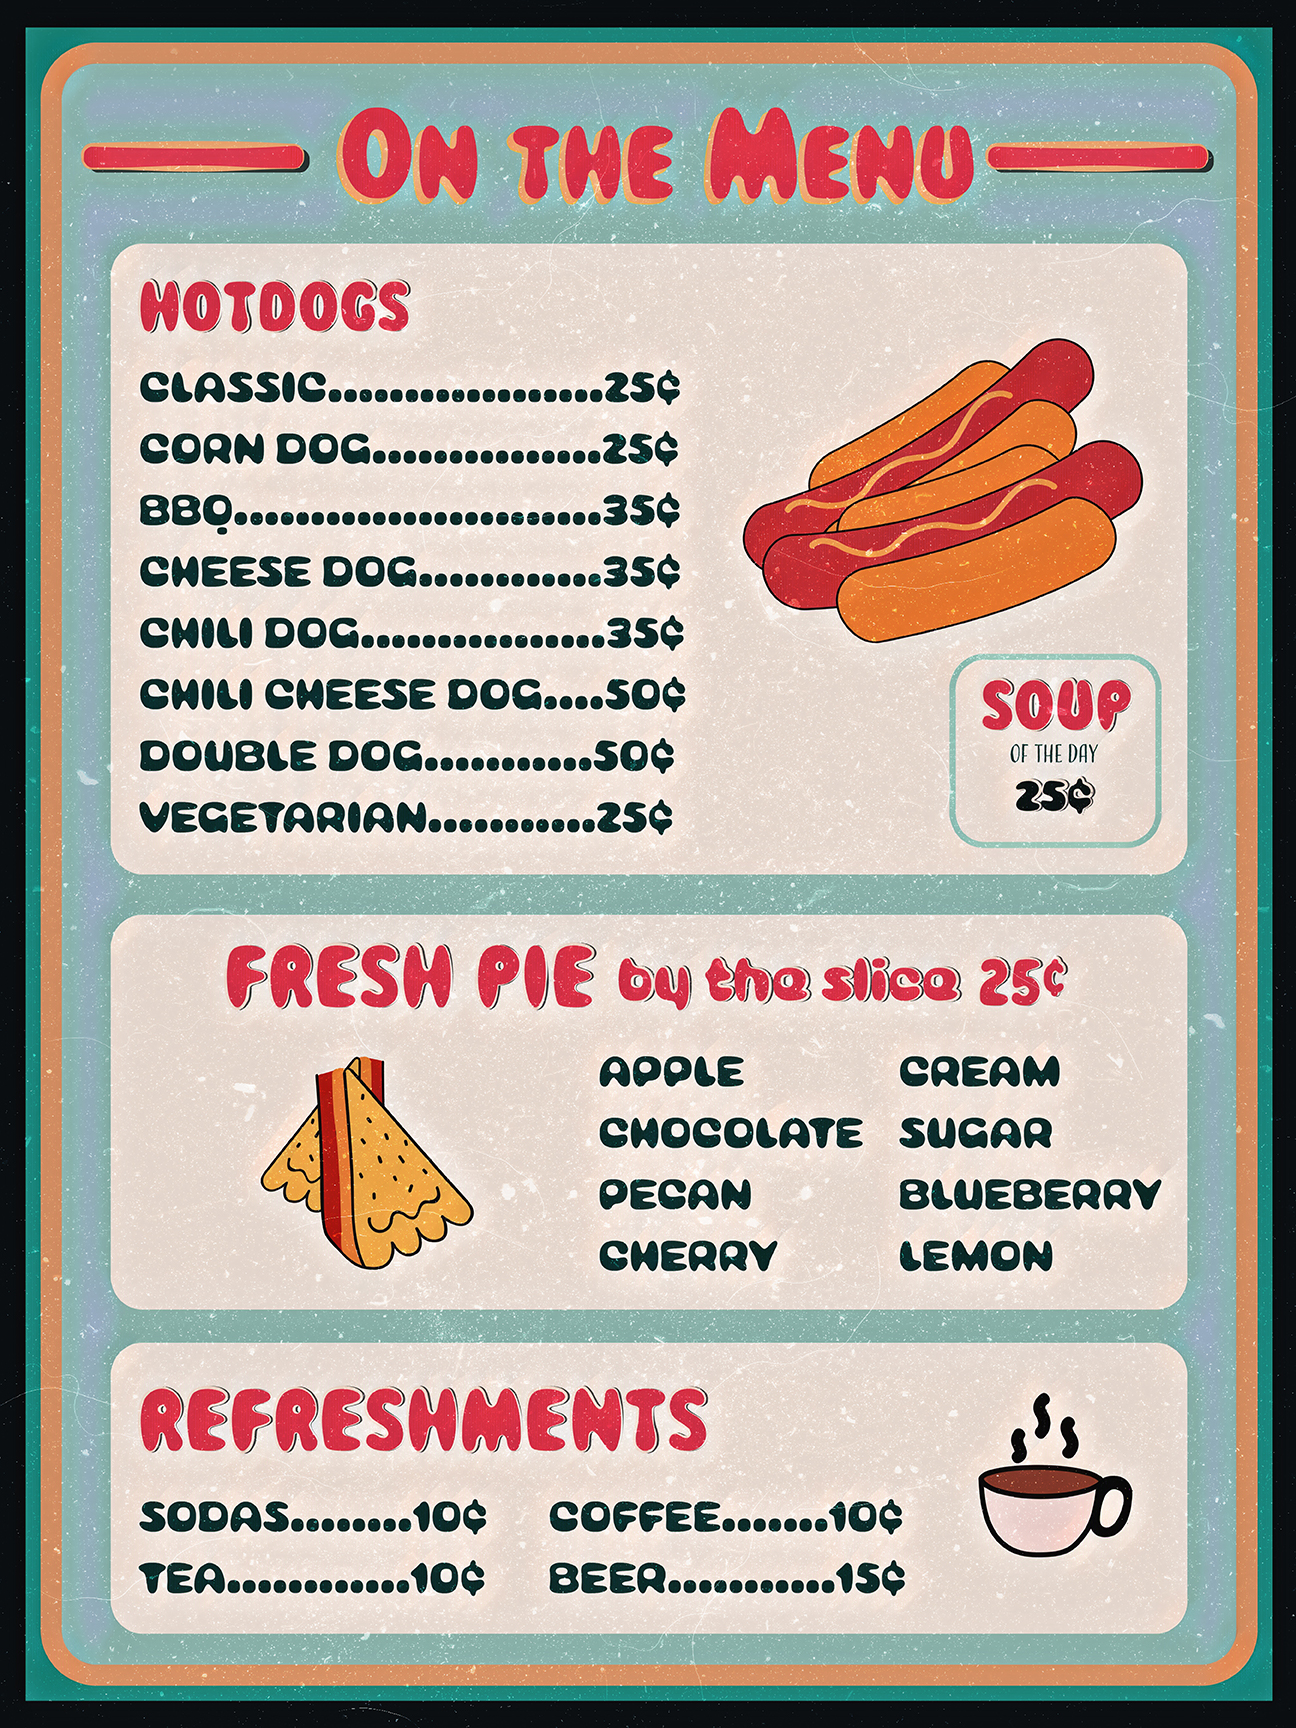 ON THE MENU
HOTDOGS
CLASSIC..................25¢
CORN DOG...............25¢
BBQ........................35¢
CHEESE DOG............35¢
CHILI DOG................35¢
CHILI CHEESE DOG....50¢
DOUBLE DOG...........50¢
VEGETARIAN...........25¢
SOUP
OF THE DAY
25¢
FRESH PIE by the slice 25¢
APPLE CREAM
CHOCOLATE SUGAR
PECAN BLUEBERRY
CHERRY LEMON
REFRESHMENTS
SODAS........10¢ COFFEE.......10¢
TEA............10¢ BEER...........15¢